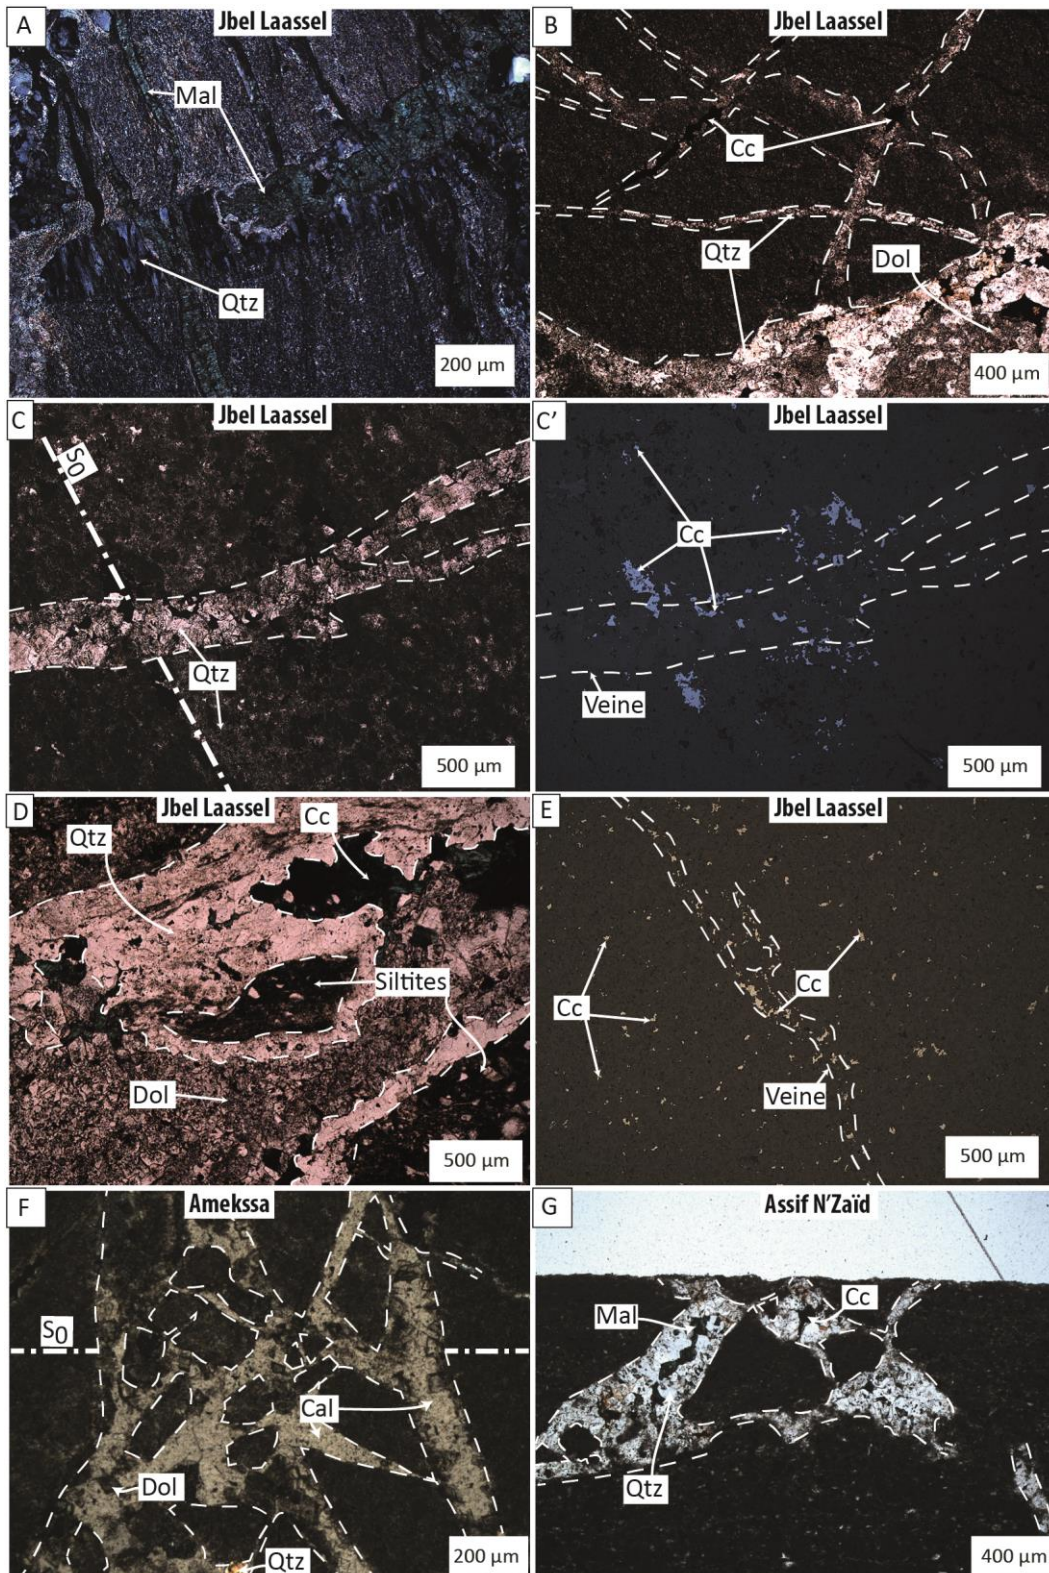 A
Jbel Laassel
Mal
Qtz
200 µm
B
Jbel Laassel
Cc
Qtz
Dol
400 µm
C
Jbel Laassel
S0
Qtz
500 µm
C’
Jbel Laassel
Cc
Veine
500 µm
D
Jbel Laassel
Cc
Qtz
Siltites
Dol
500 µm
E
Jbel Laassel
Cc
Cc
Veine
500 µm
F
Amekssa
S0
Cal
Dol
Qtz
200 µm
G
Assif N’Zaïd
Mal
Cc
Qtz
400 µm